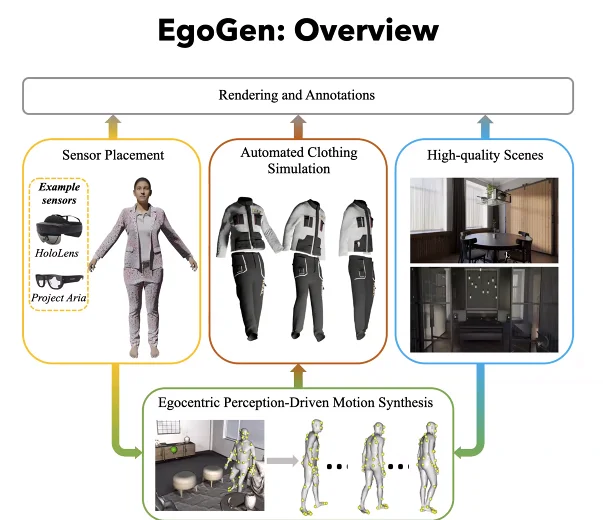 EgoGen: Overview
Rendering and Annotations
Sensor Placement
Example
sensors
HoloLens
Project Aria
Automated Clothing
Simulation
High-quality Scenes
Egocentric Perception-Driven Motion Synthesis